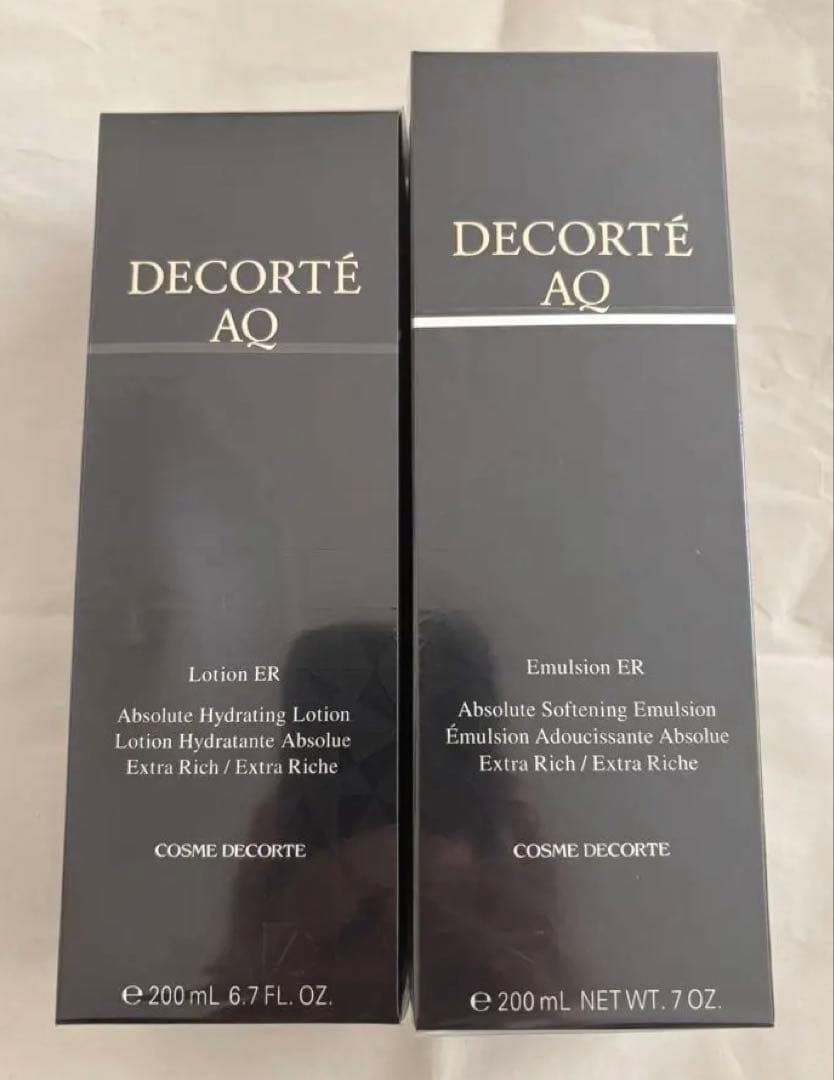 DECORTÉ
AQ
Lotion ER
Absolute Hydrating Lotion
Lotion Hydratante Absolue
Extra Rich / Extra Riche
COSME DECORTE
℮ 200 mL 6.7 FL. OZ.
DECORTÉ
AQ
Emulsion ER
Absolute Softening Emulsion
Émulsion Adoucissante Absolue
Extra Rich / Extra Riche
COSME DECORTE
℮ 200 mL NET WT. 7 OZ.